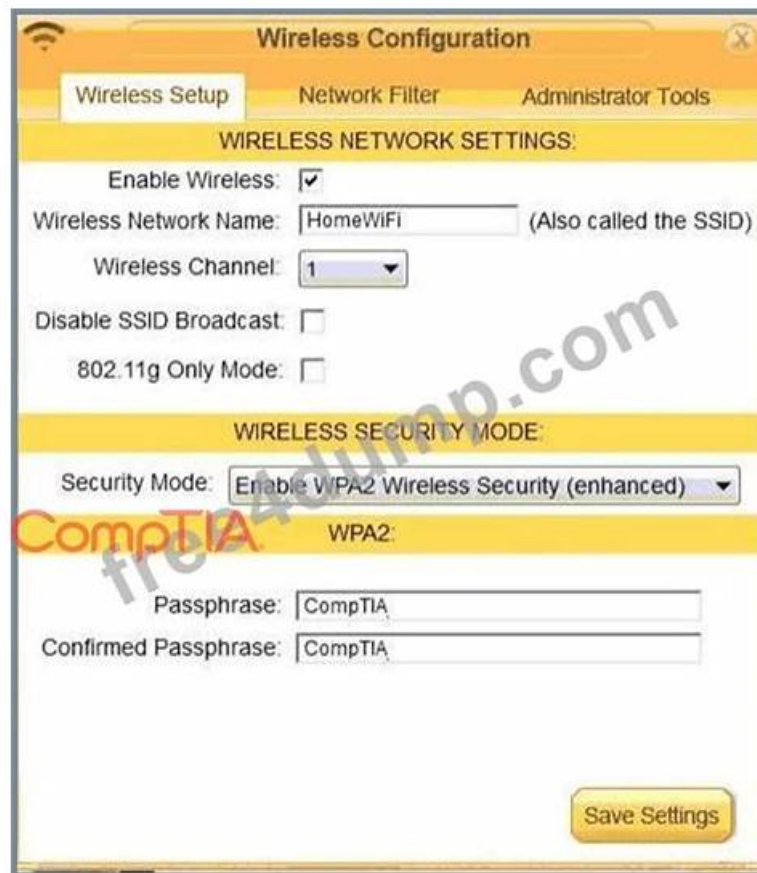 Wireless Configuration
X
Wireless Setup Network Filter Administrator Tools
WIRELESS NETWORK SETTINGS:
Enable Wireless:
Wireless Network Name: HomeWiFi (Also called the SSID)
Wireless Channel: 1
Disable SSID Broadcast:
802.11g Only Mode:
WIRELESS SECURITY MODE:
Security Mode: Enable WPA2 Wireless Security (enhanced)
CompTIA. WPA2:
free4dump.com
Passphrase: CompTIA
Confirmed Passphrase: CompTIA
Save Settings